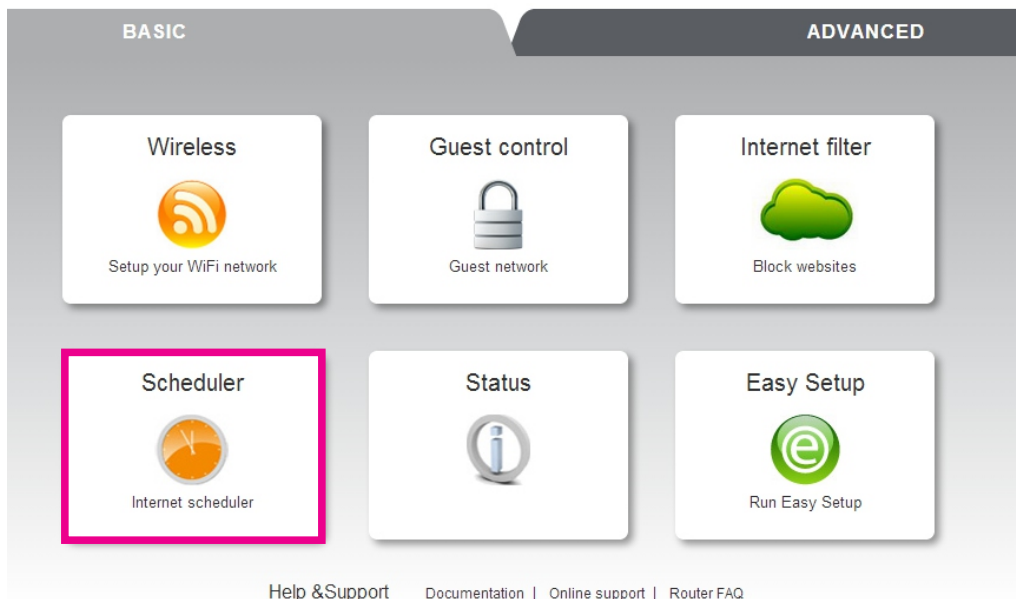 BASIC ADVANCED
Wireless Guest control Internet filter
Setup your WiFi network Guest network Block websites
Scheduler Status Easy Setup
e
Internet scheduler Run Easy Setup
Help &Support Documentation | Online support | Router FAQ